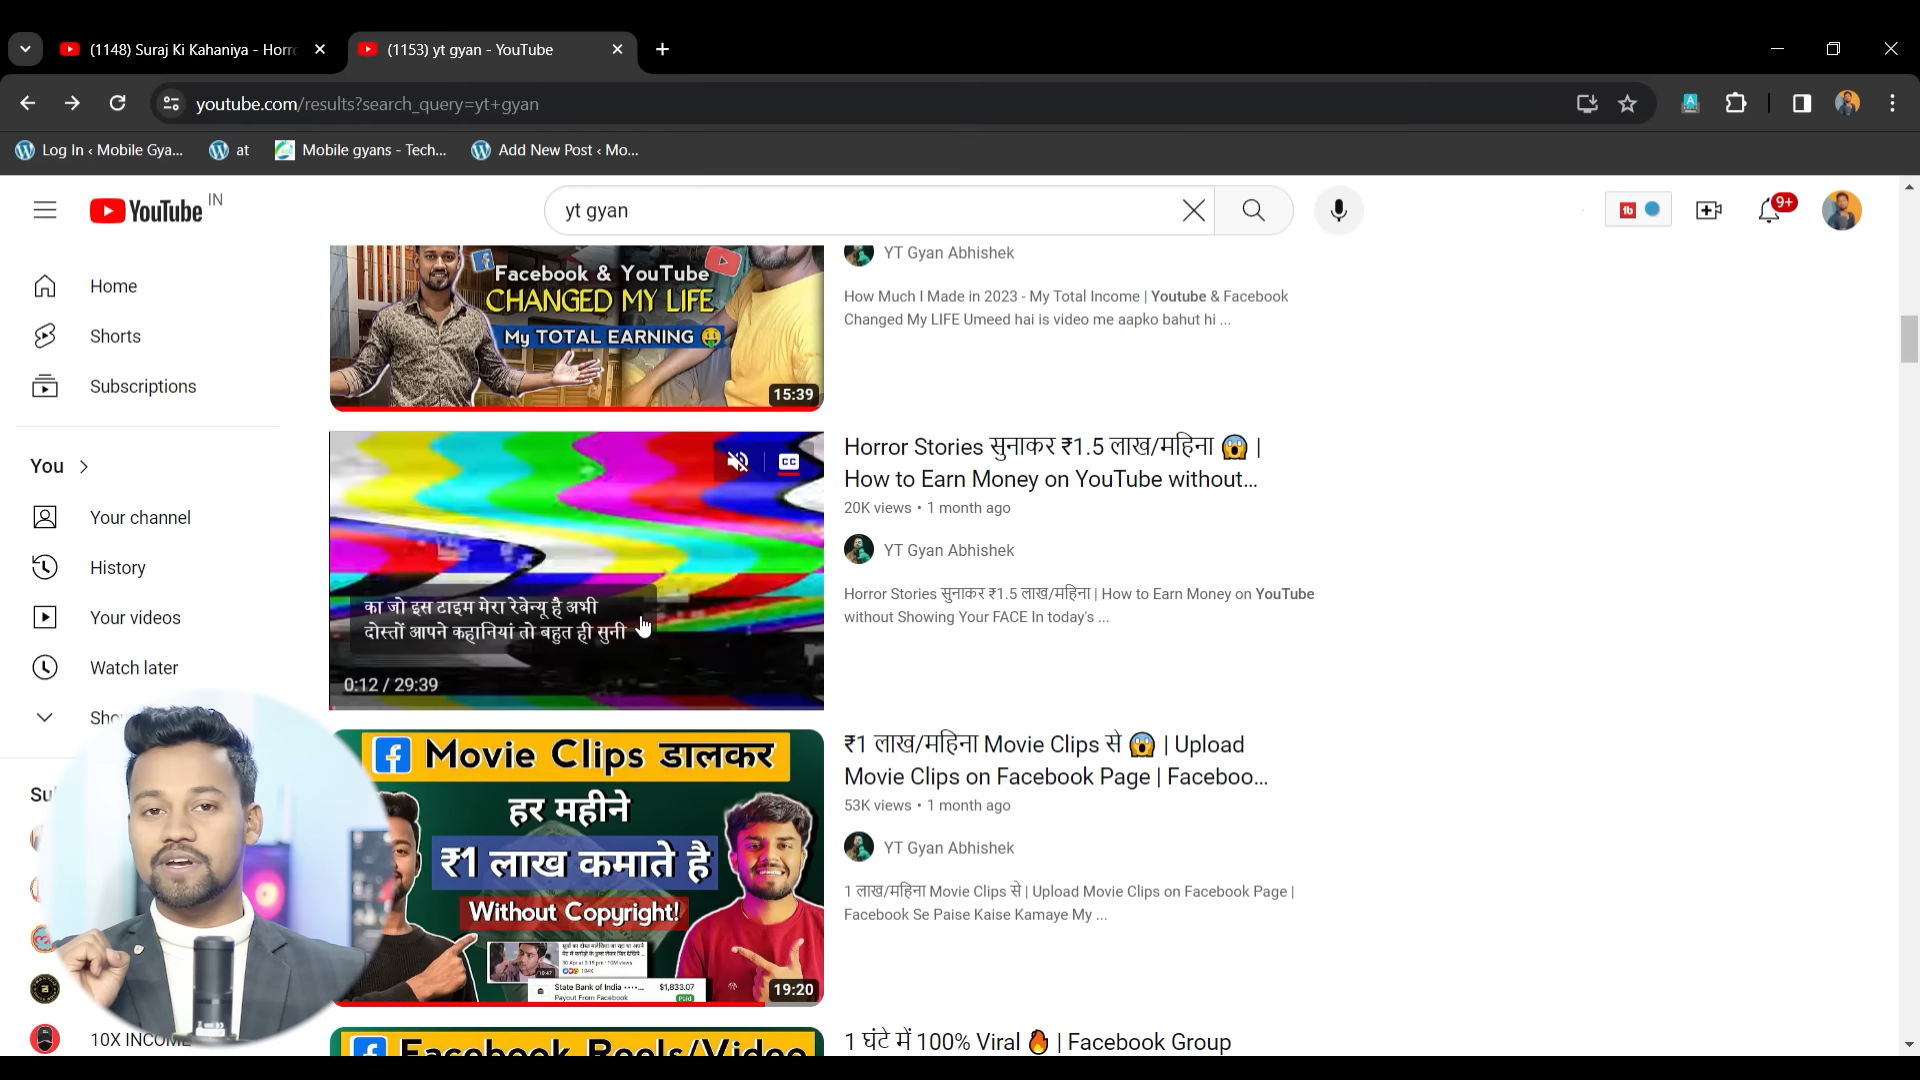 (1148) Suraj Ki Kahaniya - Horro
(1153) yt gyan - YouTube
youtube.com/results?search_query=yt+gyan
Log In ‹ Mobile Gya...
at
Mobile gyans - Tech...
Add New Post ‹ Mo...
YouTube IN
yt gyan
9+
Home
Shorts
Subscriptions
You
Your channel
History
Your videos
Watch later
Sho
Su
10X INCOME
Facebook & YouTube
CHANGED MY LIFE
My TOTAL EARNING
15:39
YT Gyan Abhishek
How Much I Made in 2023 - My Total Income | Youtube & Facebook
Changed My LIFE Umeed hai is video me aapko bahut hi ...
CC
का जो इस टाइम मेरा रेवेन्यू है अभी
दोस्तों आपने कहानियां तो बहुत ही सुनी
0:12 / 29:39
Horror Stories सुनाकर ₹1.5 लाख/महिना 😱 |
How to Earn Money on YouTube without...
20K views • 1 month ago
YT Gyan Abhishek
Horror Stories सुनाकर ₹1.5 लाख/महिना | How to Earn Money on YouTube
without Showing Your FACE In today's ...
Movie Clips डालकर
हर महीने
₹1 लाख कमाते है
Without Copyright!
State Bank of India ••••... $1,833.07
Payout From Facebook Paid
19:20
₹1 लाख/महिना Movie Clips से 😱 | Upload
Movie Clips on Facebook Page | Faceboo...
53K views • 1 month ago
YT Gyan Abhishek
1 लाख/महिना Movie Clips से | Upload Movie Clips on Facebook Page |
Facebook Se Paise Kaise Kamaye My ...
Facebook Reels/Video
1 घंटे में 100% Viral 🔥 | Facebook Group